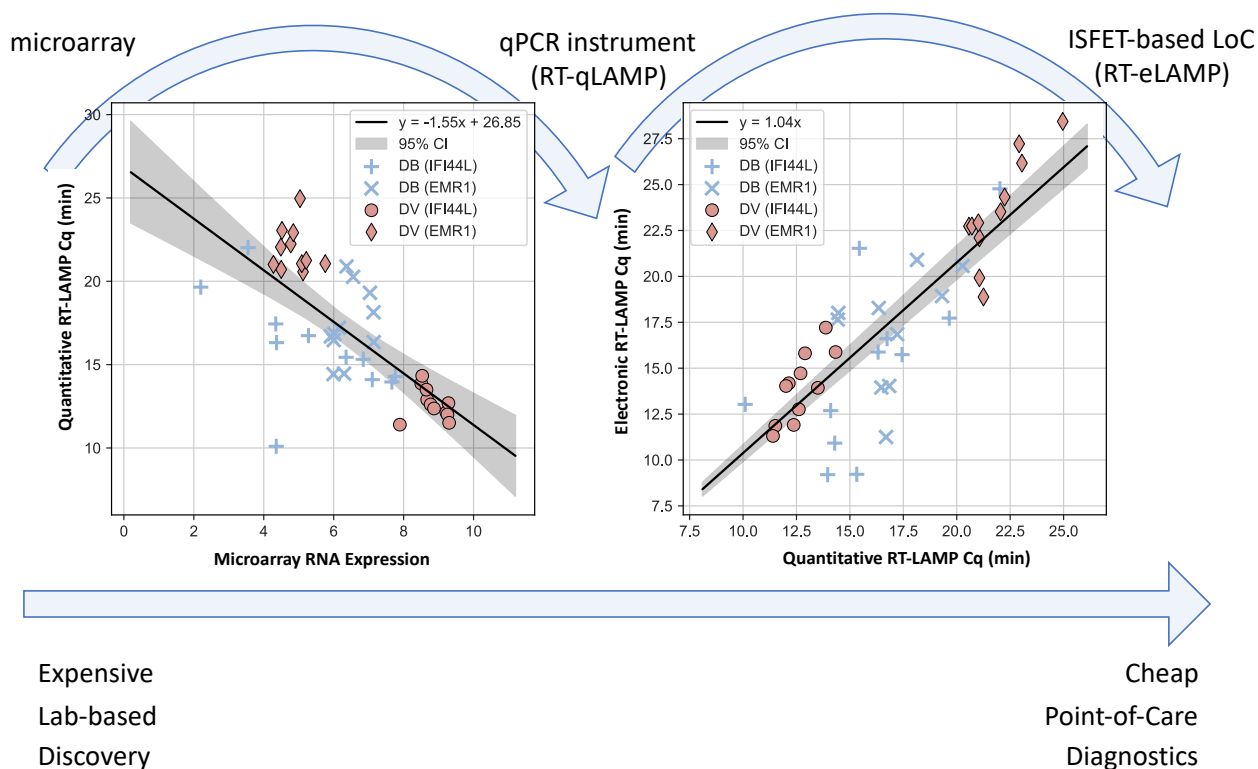 microarray
qPCR instrument
(RT-qLAMP)
ISFET-based LoC
(RT-eLAMP)
30
25
20
15
10
0
2
4
6
8
10
Quantitative RT-LAMP Cq (min)
Microarray RNA Expression
y = -1.55x + 26.85
95% CI
DB (IFI44L)
DB (EMR1)
DV (IFI44L)
DV (EMR1)
27.5
25.0
22.5
20.0
17.5
15.0
12.5
10.0
7.5
7.5
10.0
12.5
15.0
17.5
20.0
22.5
25.0
Electronic RT-LAMP Cq (min)
Quantitative RT-LAMP Cq (min)
y = 1.04x
95% CI
DB (IFI44L)
DB (EMR1)
DV (IFI44L)
DV (EMR1)
Expensive
Lab-based
Discovery
Cheap
Point-of-Care
Diagnostics